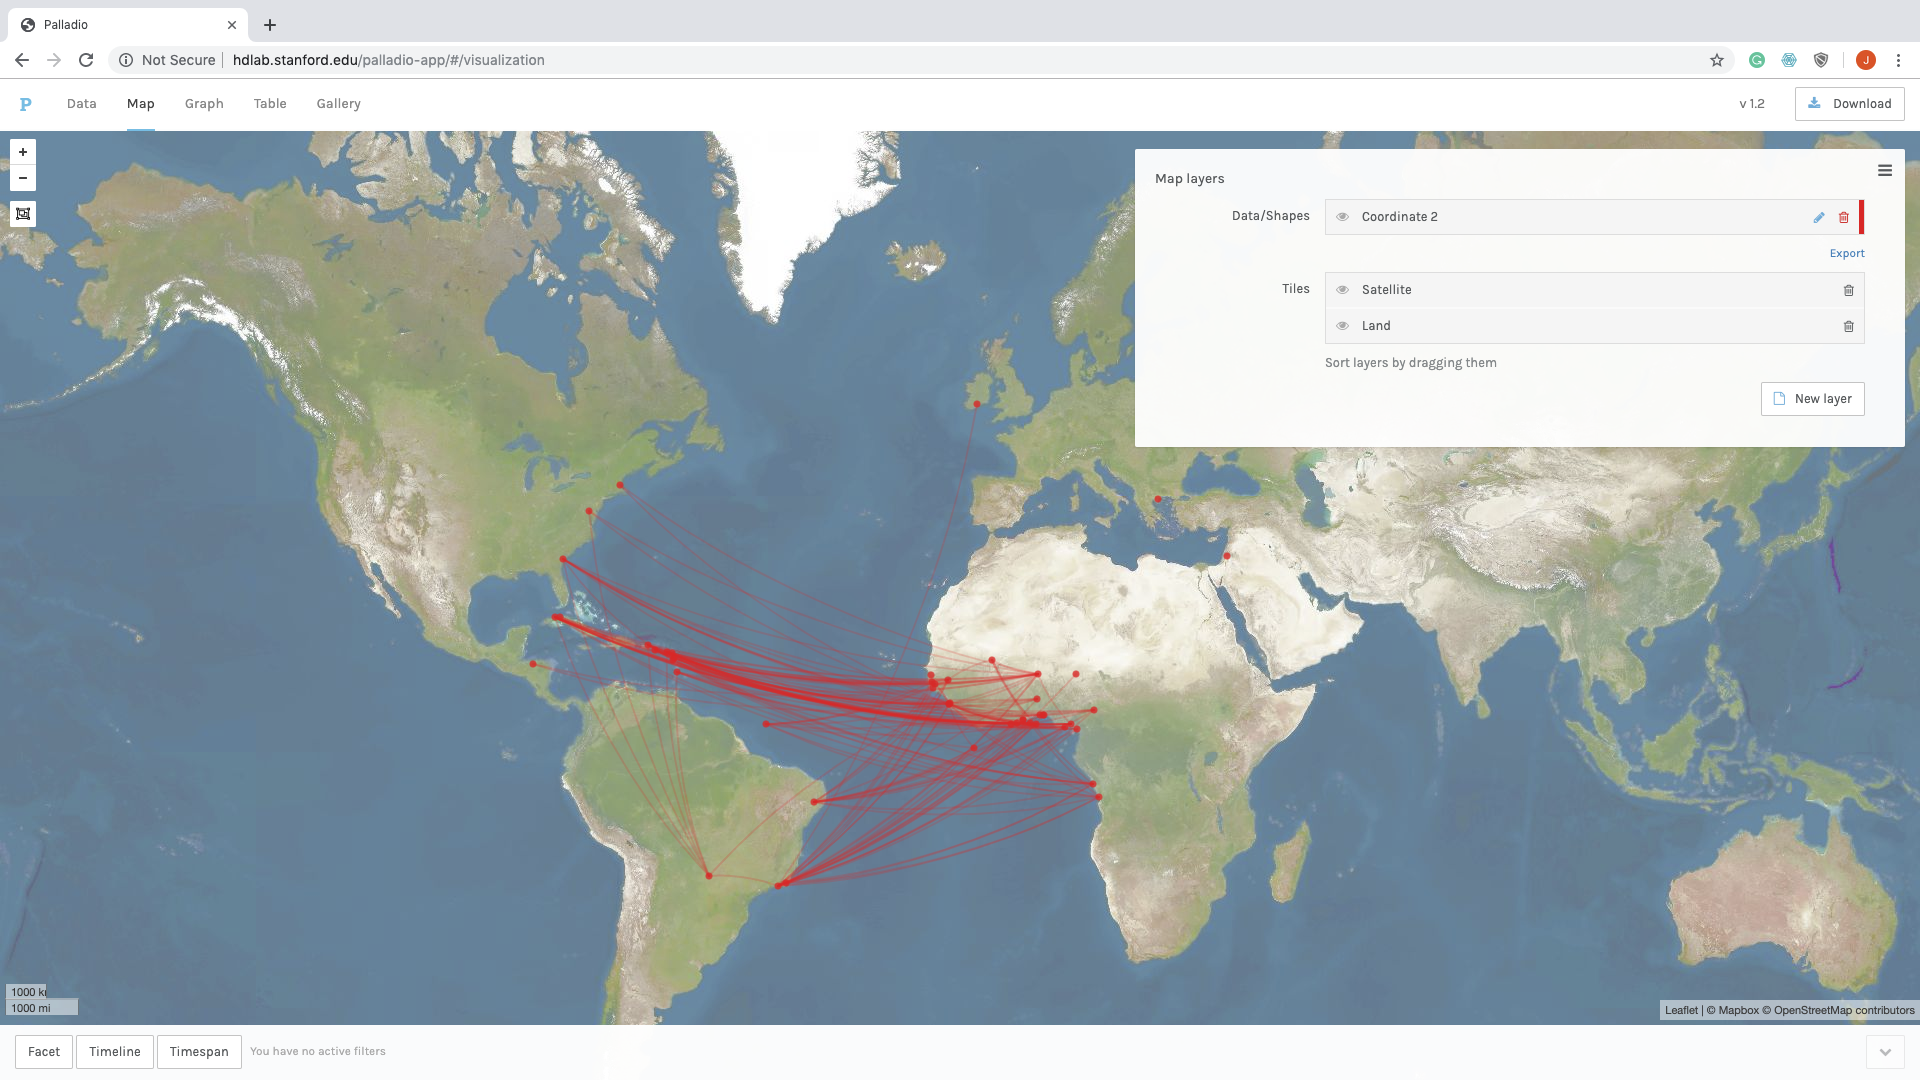 Palladio
Not Secure hdlab.stanford.edu/palladio-app/#/visualization
J
P Data Map Graph Table Gallery v 1.2 Download
+
−
Map layers
Data/Shapes Coordinate 2
Export
Tiles Satellite
Land
Sort layers by dragging them
New layer
1000 k
1000 mi
Leaflet | © Mapbox © OpenStreetMap contributors
Facet Timeline Timespan You have no active filters